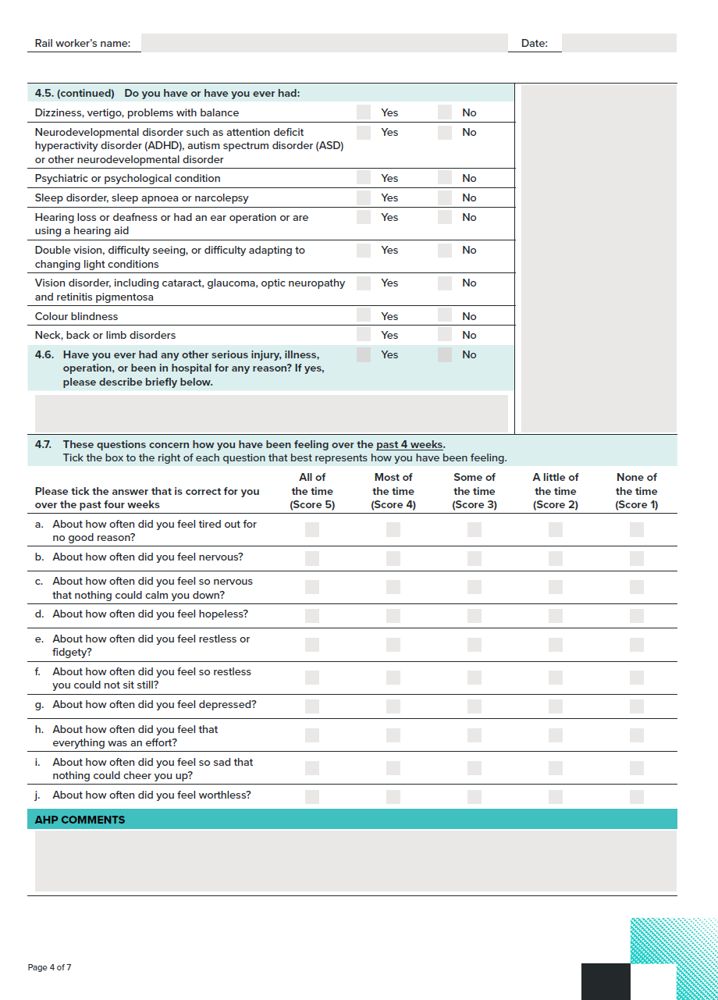 Rail worker's name: Date:
4.5. (continued) Do you have or have you ever had:
Dizziness, vertigo, problems with balance Yes No
Neurodevelopmental disorder such as attention deficit Yes No
hyperactivity disorder (ADHD), autism spectrum disorder (ASD)
or other neurodevelopmental disorder
Psychiatric or psychological condition Yes No
Sleep disorder, sleep apnoea or narcolepsy Yes No
Hearing loss or deafness or had an ear operation or are Yes No
using a hearing aid
Double vision, difficulty seeing, or difficulty adapting to Yes No
changing light conditions
Vision disorder, including cataract, glaucoma, optic neuropathy Yes No
and retinitis pigmentosa
Colour blindness Yes No
Neck, back or limb disorders Yes No
4.6. Have you ever had any other serious injury, illness, Yes No
operation, or been in hospital for any reason? If yes,
please describe briefly below.
4.7. These questions concern how you have been feeling over the past 4 weeks.
Tick the box to the right of each question that best represents how you have been feeling.
All of Most of Some of A little of None of
Please tick the answer that is correct for you the time the time the time the time the time
over the past four weeks (Score 5) (Score 4) (Score 3) (Score 2) (Score 1)
a. About how often did you feel tired out for
no good reason?
b. About how often did you feel nervous?
c. About how often did you feel so nervous
that nothing could calm you down?
d. About how often did you feel hopeless?
e. About how often did you feel restless or
fidgety?
f. About how often did you feel so restless
you could not sit still?
g. About how often did you feel depressed?
h. About how often did you feel that
everything was an effort?
i. About how often did you feel so sad that
nothing could cheer you up?
j. About how often did you feel worthless?
AHP COMMENTS
Page 4 of 7